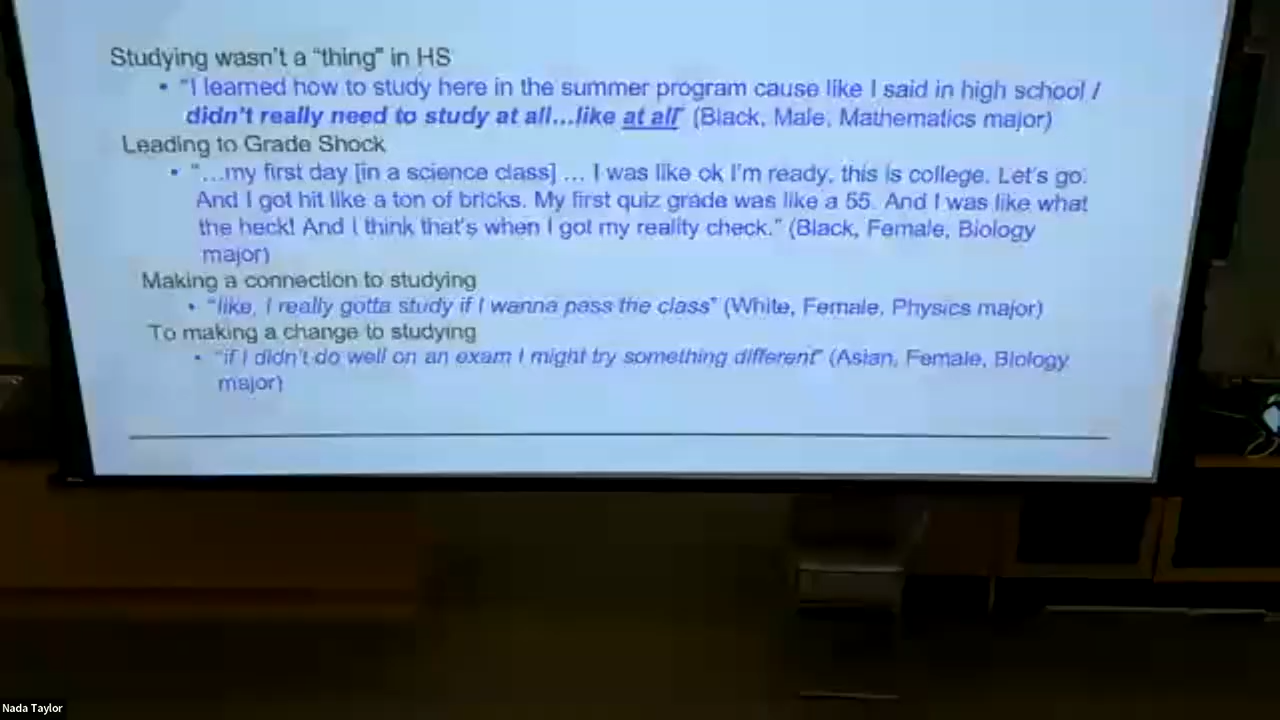 Studying wasn't a "thing" in HS
• "I learned how to study here in the summer program cause like I said in high school I
didn't really need to study at all...like at all" (Black, Male, Mathematics major)
Leading to Grade Shock
• "...my first day [in a science class] ... I was like ok I'm ready, this is college. Let's go.
And I got hit like a ton of bricks. My first quiz grade was like a 55. And I was like what
the heck! And I think that's when I got my reality check." (Black, Female, Biology
major)
Making a connection to studying
• "like, I really gotta study if I wanna pass the class" (White, Female, Physics major)
To making a change to studying
• "if I didn't do well on an exam I might try something different" (Asian, Female, Biology
major)
Nada Taylor